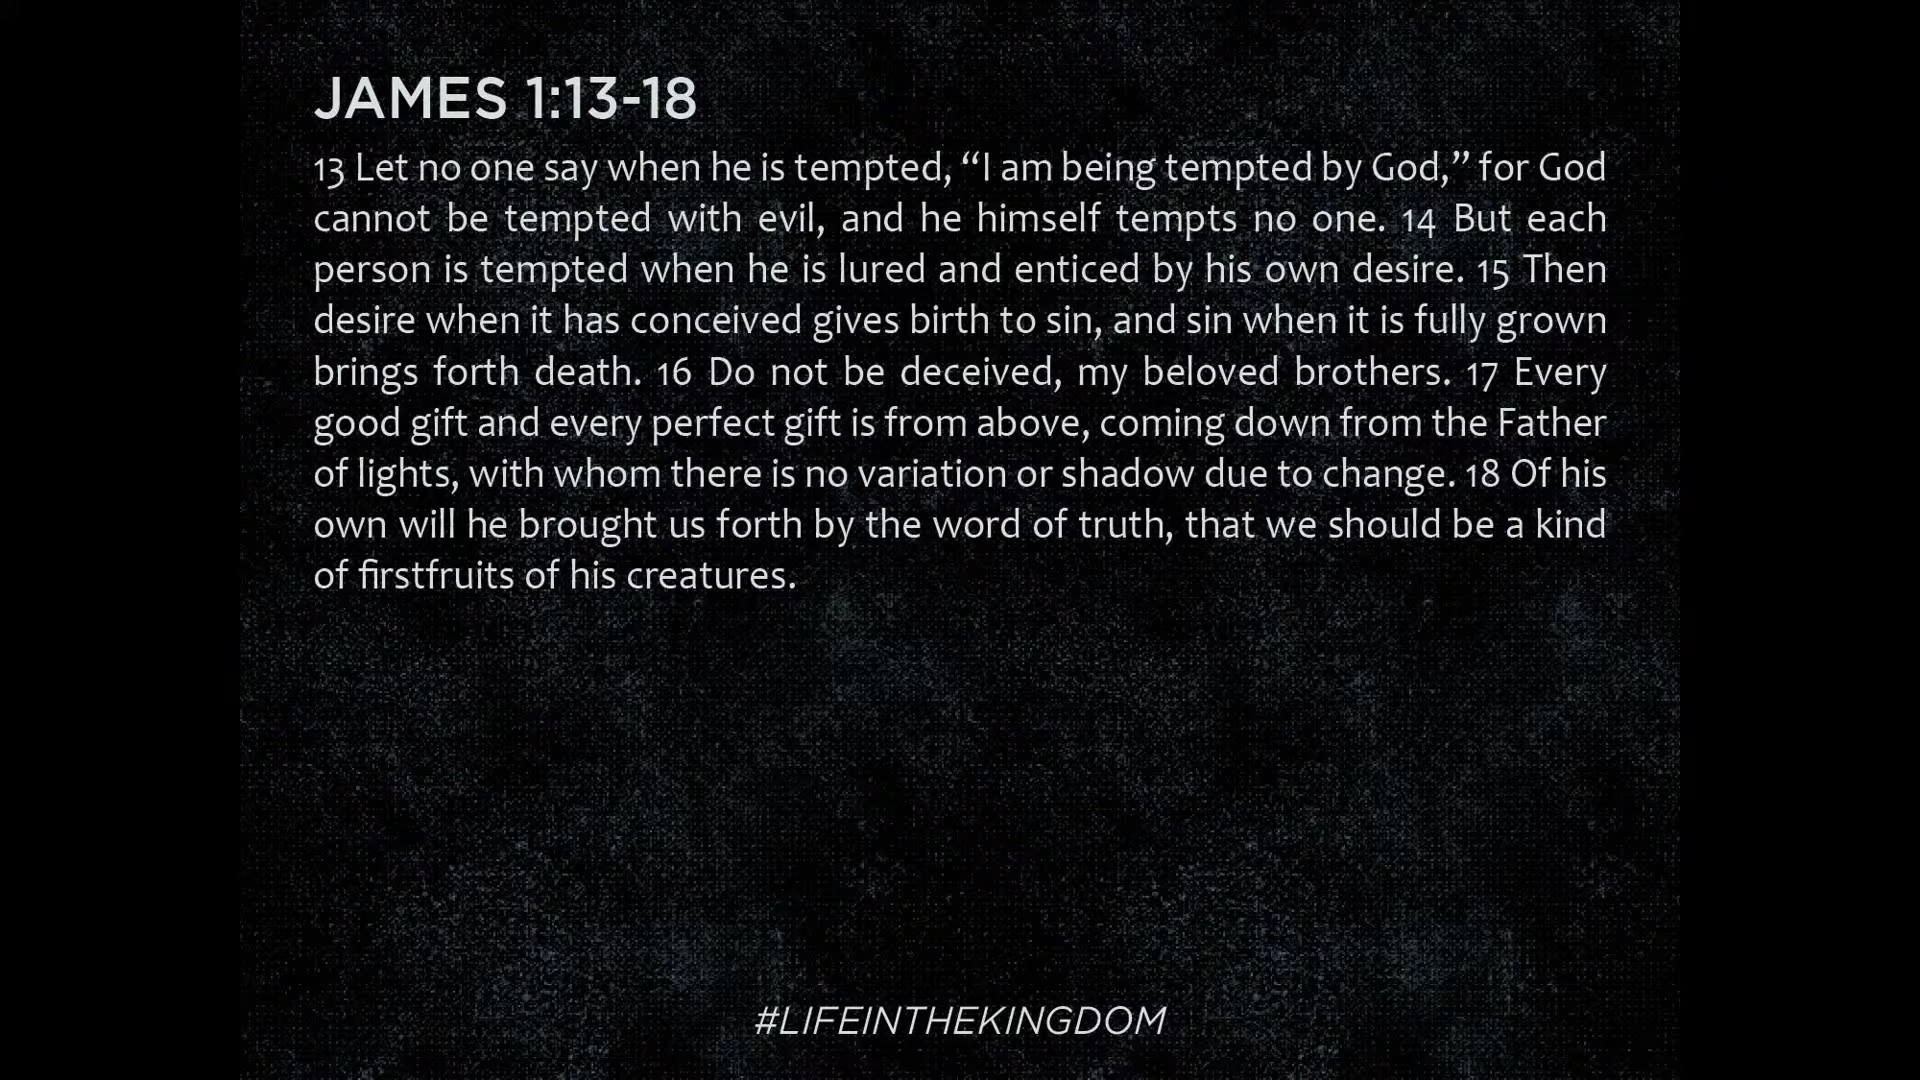 JAMES 1:13-18
13 Let no one say when he is tempted, “I am being tempted by God,” for God
cannot be tempted with evil, and he himself tempts no one. 14 But each
person is tempted when he is lured and enticed by his own desire. 15 Then
desire when it has conceived gives birth to sin, and sin when it is fully grown
brings forth death. 16 Do not be deceived, my beloved brothers. 17 Every
good gift and every perfect gift is from above, coming down from the Father
of lights, with whom there is no variation or shadow due to change. 18 Of his
own will he brought us forth by the word of truth, that we should be a kind
of firstfruits of his creatures.
#LIFEINTHEKINGDOM